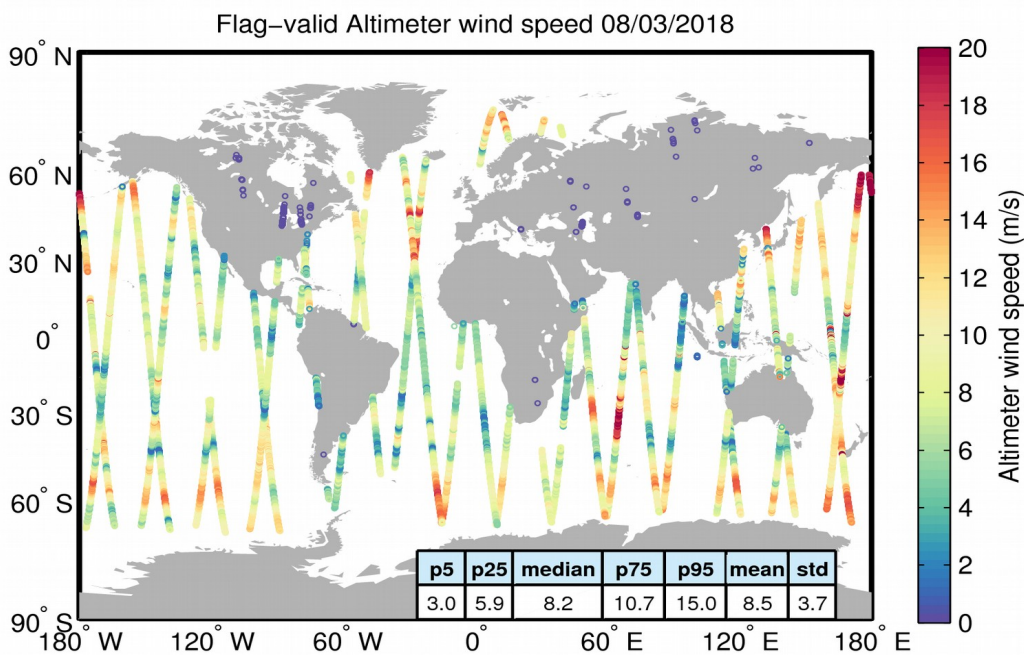 Flag−valid Altimeter wind speed 08/03/2018
90° N
60° N
30° N
0°
30° S
60° S
90° S
180° W
120° W
60° W
0°
60° E
120° E
180° E
p5 p25 median p75 p95 mean std
3.0 5.9 8.2 10.7 15.0 8.5 3.7
20
18
16
14
12
10
8
6
4
2
0
Altimeter wind speed (m/s)